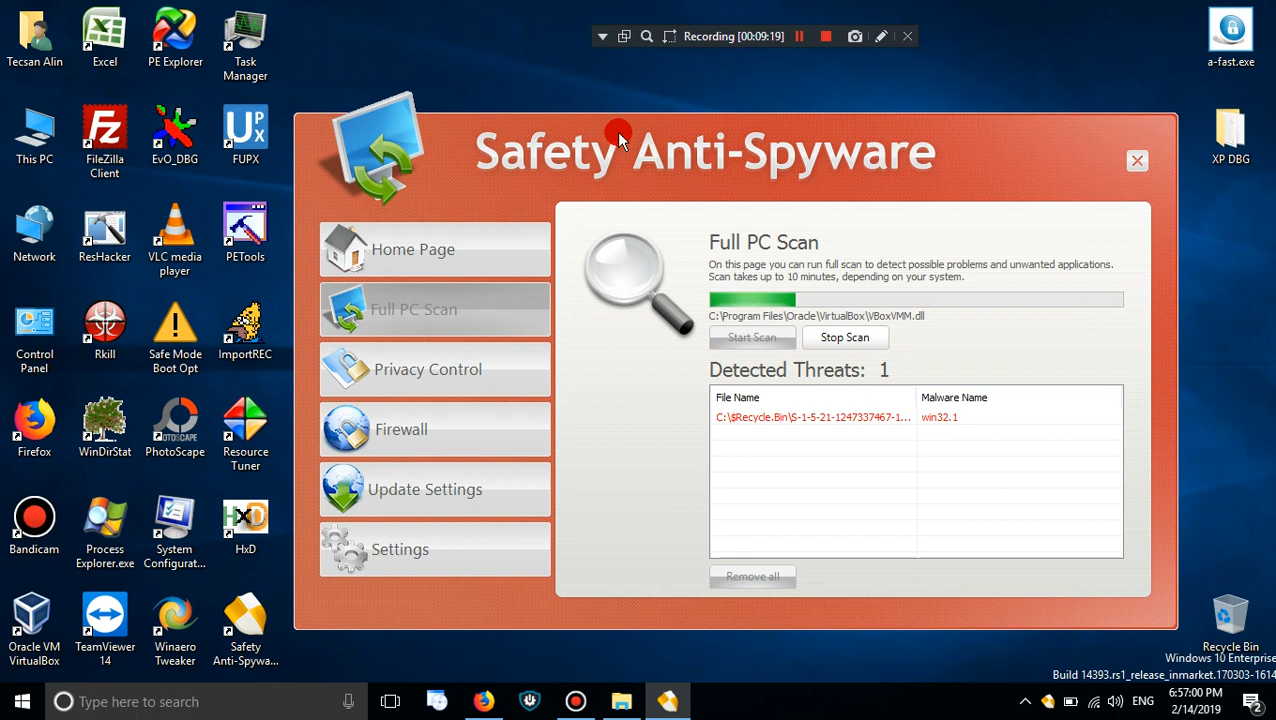 Tecsan Alin
Excel
PE Explorer
Task
Manager
Recording [00:09:19]
a-fast.exe
This PC
FileZilla
Client
EvO_DBG
UPX
FUPX
XP DBG
Safety Anti-Spyware
Network
ResHacker
VLC media
player
PETools
Home Page
Full PC Scan
Privacy Control
Firewall
Update Settings
Settings
Full PC Scan
On this page you can run full scan to detect possible problems and unwanted applications.
Scan takes up to 10 minutes, depending on your system.
C:\Program Files\Oracle\VirtualBox\VBoxVMM.dll
Start Scan
Stop Scan
Detected Threats: 1
File Name
Malware Name
C:\$Recycle.Bin\S-1-5-21-1247337467-1...
win32.1
Remove all
Control
Panel
Rkill
Safe Mode
Boot Opt
ImportREC
Firefox
WinDirStat
PHOTOSCAPE
PhotoScape
Resource
Tuner
Bandicam
Process
Explorer.exe
System
Configurat...
HxD
HxD
Oracle VM
VirtualBox
TeamViewer
14
Winaero
Tweaker
Safety
Anti-Spywa...
Recycle Bin
Windows 10 Enterprise
Build 14393.rs1_release_inmarket.170303-1614
Type here to search
ENG
6:57:00 PM
2/14/2019
2